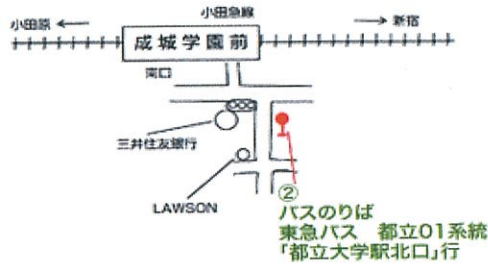 小田急線
小田原
新宿
成城学園前
南口
三井住友銀行
LAWSON
②
バスのりば
東急バス 都立01系統
「都立大学駅北口」行